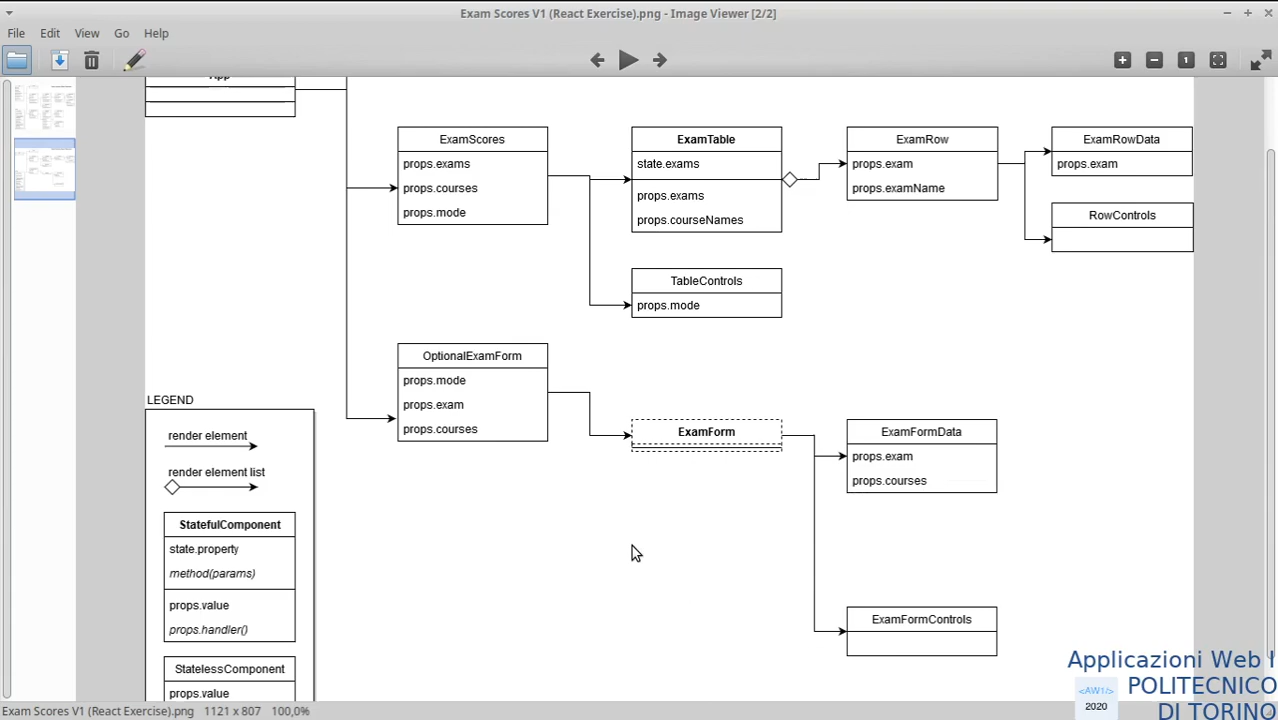 Exam Scores V1 (React Exercise).png - Image Viewer [2/2]
File Edit View Go Help
App
ExamScores
props.exams
props.courses
props.mode
ExamTable
state.exams
props.exams
props.courseNames
ExamRow
props.exam
props.examName
ExamRowData
props.exam
RowControls
TableControls
props.mode
OptionalExamForm
props.mode
props.exam
props.courses
ExamForm
ExamFormData
props.exam
props.courses
ExamFormControls
LEGEND
render element
render element list
StatefulComponent
state.property
method(params)
props.value
props.handler()
StatelessComponent
props.value
Applicazioni Web I
POLITECNICO
DI TORINO
<AW1/>
2020
Exam Scores V1 (React Exercise).png 1121 x 807 100,0%